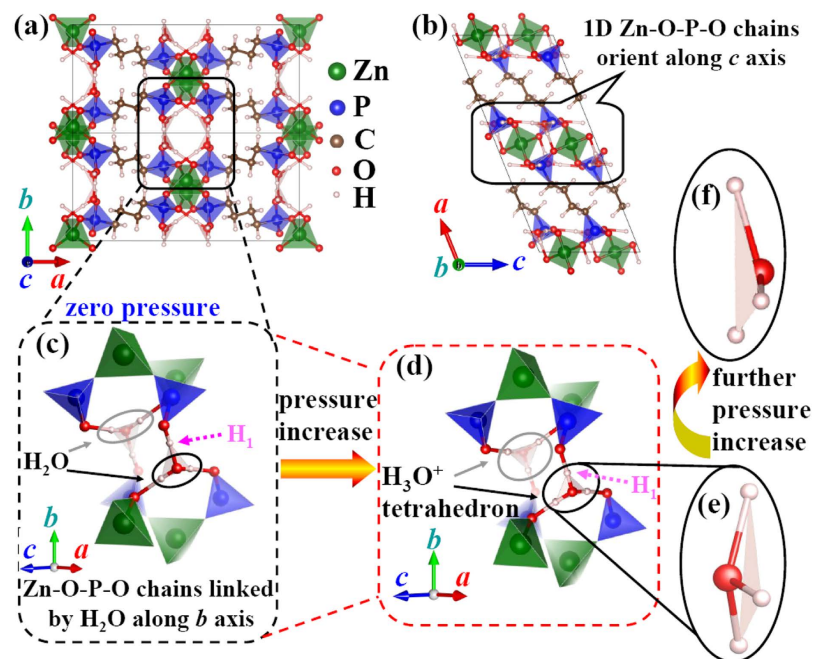 (a)
Zn
P
C
O
H
b
c
a
(b)
1D Zn-O-P-O chains
orient along c axis
a
b
c
zero pressure
(c)
H₂O
H₁
b
c
a
Zn-O-P-O chains linked
by H₂O along b axis
pressure
increase
(d)
H₃O⁺
tetrahedron
H₁
b
c
a
(f)
further
pressure
increase
(e)